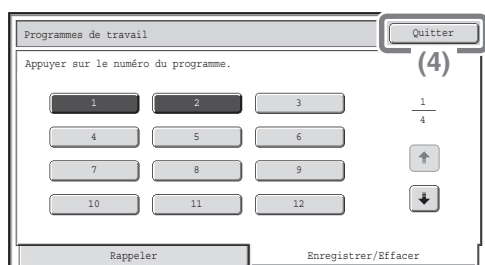 Programmes de travail Quitter
(4)
Appuyer sur le numéro du programme.
1 2 3 1
4
4 5 6
7 8 9
10 11 12
Rappeler Enregistrer/Effacer